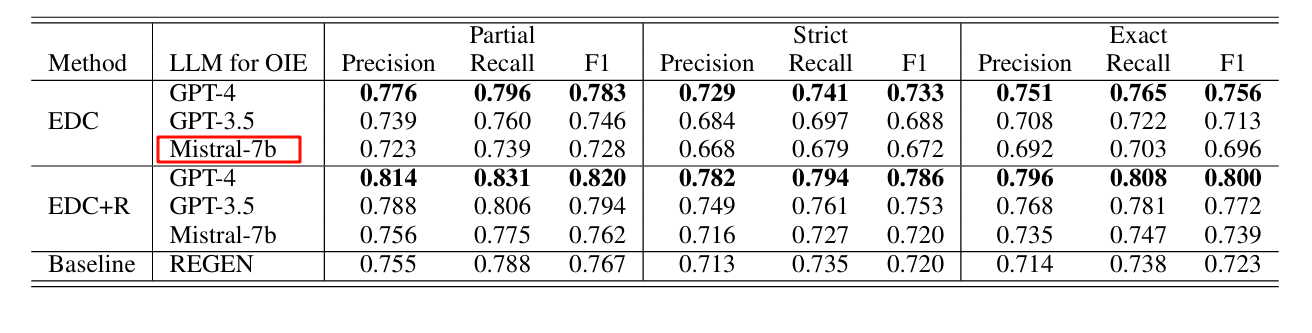 Partial Strict Exact
Method LLM for OIE Precision Recall F1 Precision Recall F1 Precision Recall F1
GPT-4 0.776 0.796 0.783 0.729 0.741 0.733 0.751 0.765 0.756
EDC GPT-3.5 0.739 0.760 0.746 0.684 0.697 0.688 0.708 0.722 0.713
Mistral-7b 0.723 0.739 0.728 0.668 0.679 0.672 0.692 0.703 0.696
GPT-4 0.814 0.831 0.820 0.782 0.794 0.786 0.796 0.808 0.800
EDC+R GPT-3.5 0.788 0.806 0.794 0.749 0.761 0.753 0.768 0.781 0.772
Mistral-7b 0.756 0.775 0.762 0.716 0.727 0.720 0.735 0.747 0.739
Baseline REGEN 0.755 0.788 0.767 0.713 0.735 0.720 0.714 0.738 0.723